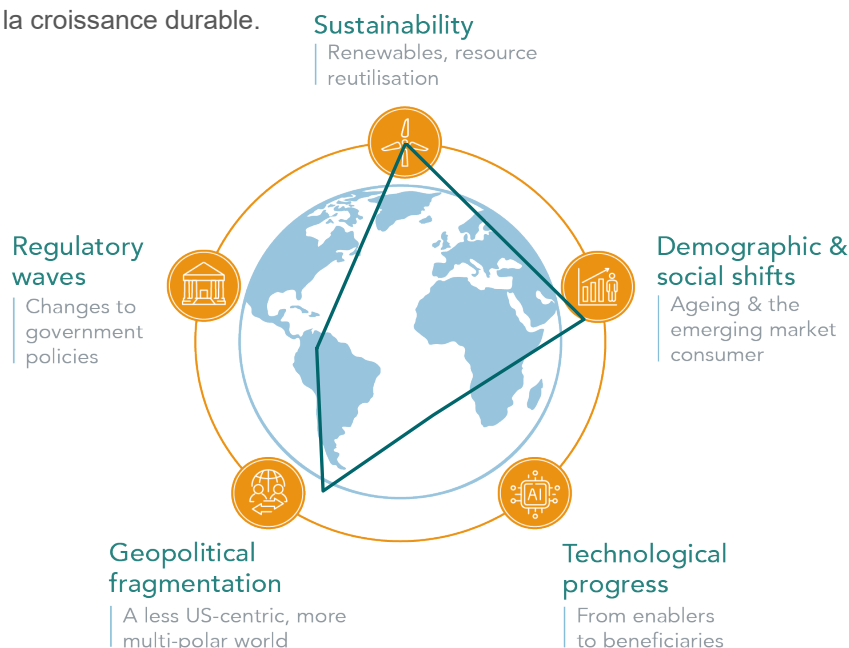 la croissance durable.
Sustainability
Renewables, resource
reutilisation
Regulatory
waves
Changes to
government
policies
Demographic &
social shifts
Ageing & the
emerging market
consumer
AI
Geopolitical
fragmentation
A less US-centric, more
multi-polar world
Technological
progress
From enablers
to beneficiaries